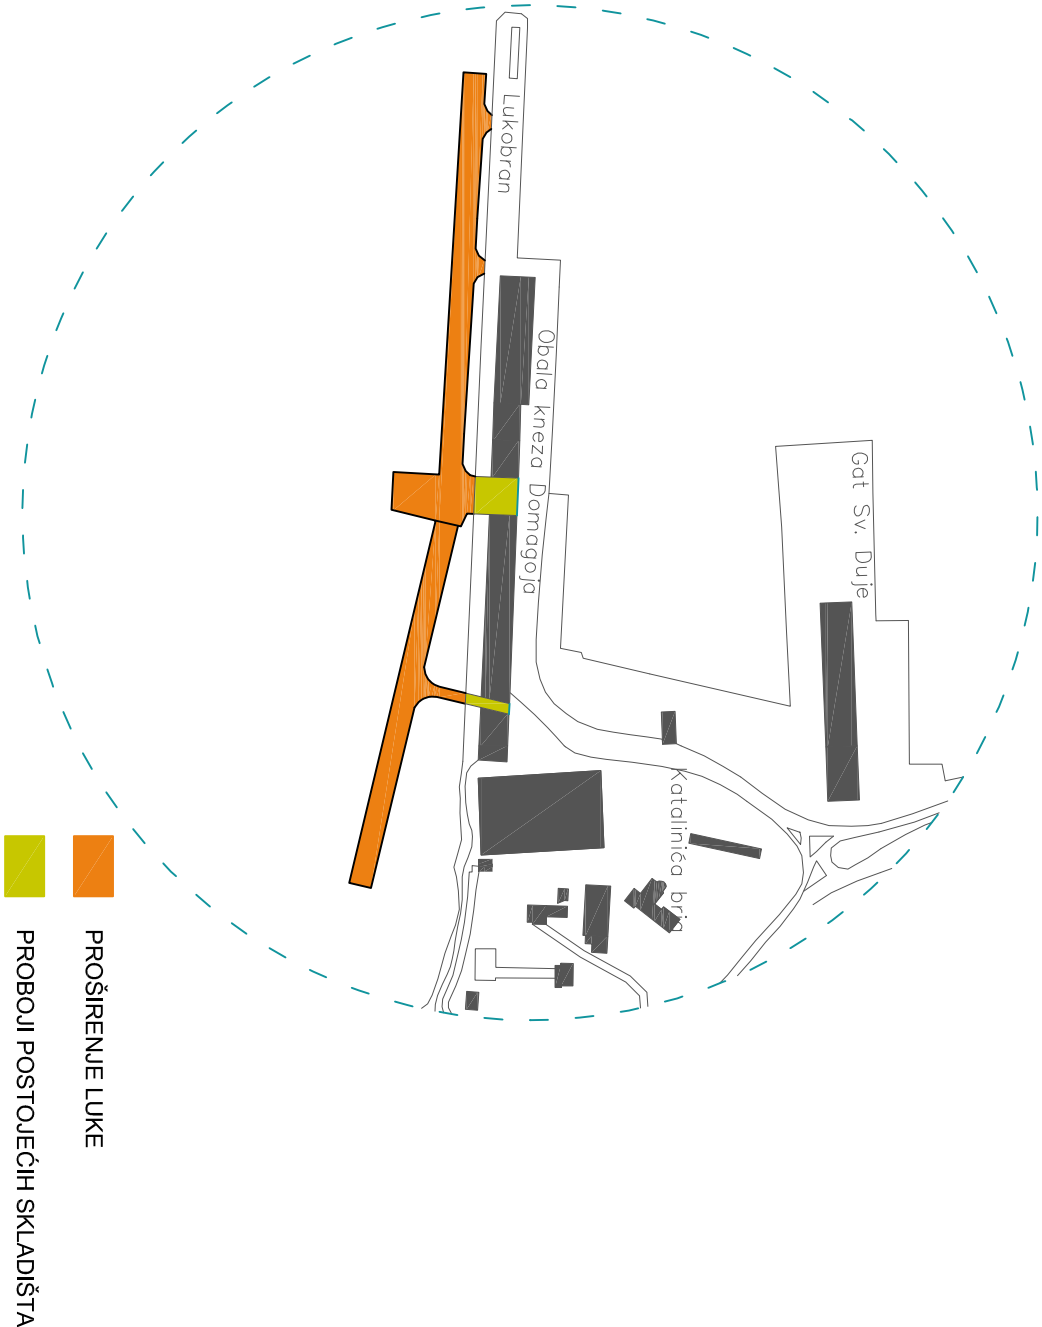 Lukobran
Obala kneza Domagoja
Gat Sv. Duje
Katalinića brig
PROŠIRENJE LUKE
PROBOJI POSTOJEĆIH SKLADIŠTA